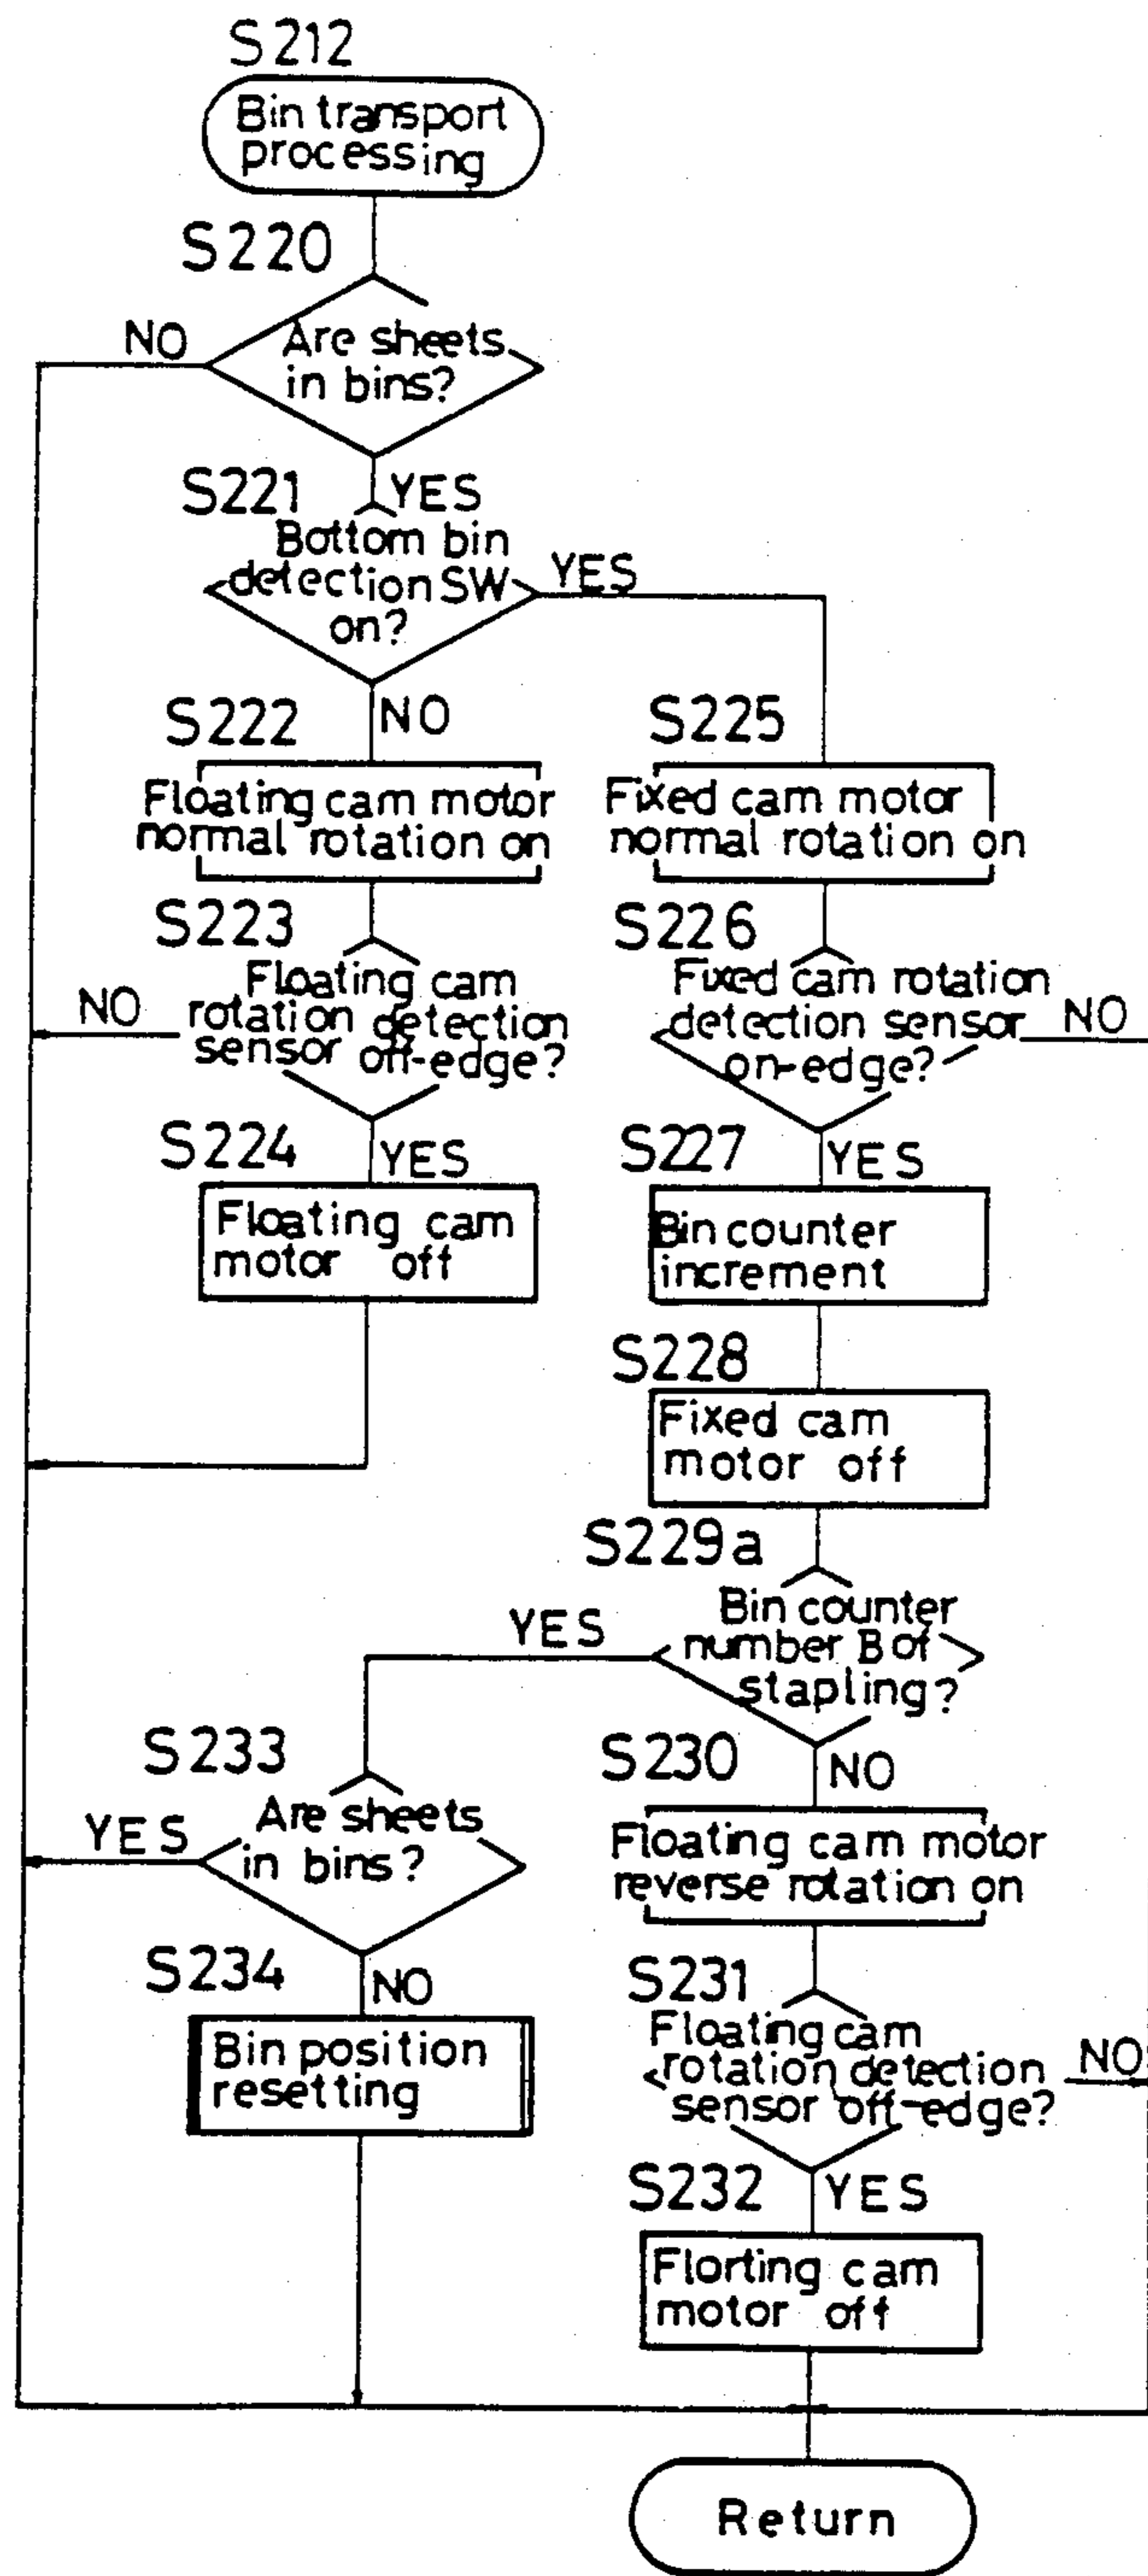 S212
Bin transport
processing
S220
NO
Are sheets
in bins?
S221
YES
Bottom bin
detection SW
on?
YES
S222
NO
Floating cam motor
normal rotation on
S225
Fixed cam motor
normal rotation on
S223
Floating cam
rotation detection
sensor off-edge?
NO
S226
Fixed cam rotation
detection sensor
on-edge?
NO
S224
YES
Floating cam
motor off
S227
YES
Bin counter
increment
S228
Fixed cam
motor off
S229a
Bin counter
number B of
stapling?
YES
S233
Are sheets
in bins?
YES
S230
NO
Floating cam motor
reverse rotation on
S234
NO
Bin position
resetting
S231
Floating cam
rotation detection
sensor off-edge?
NO
S232
YES
Florting cam
motor off
Return